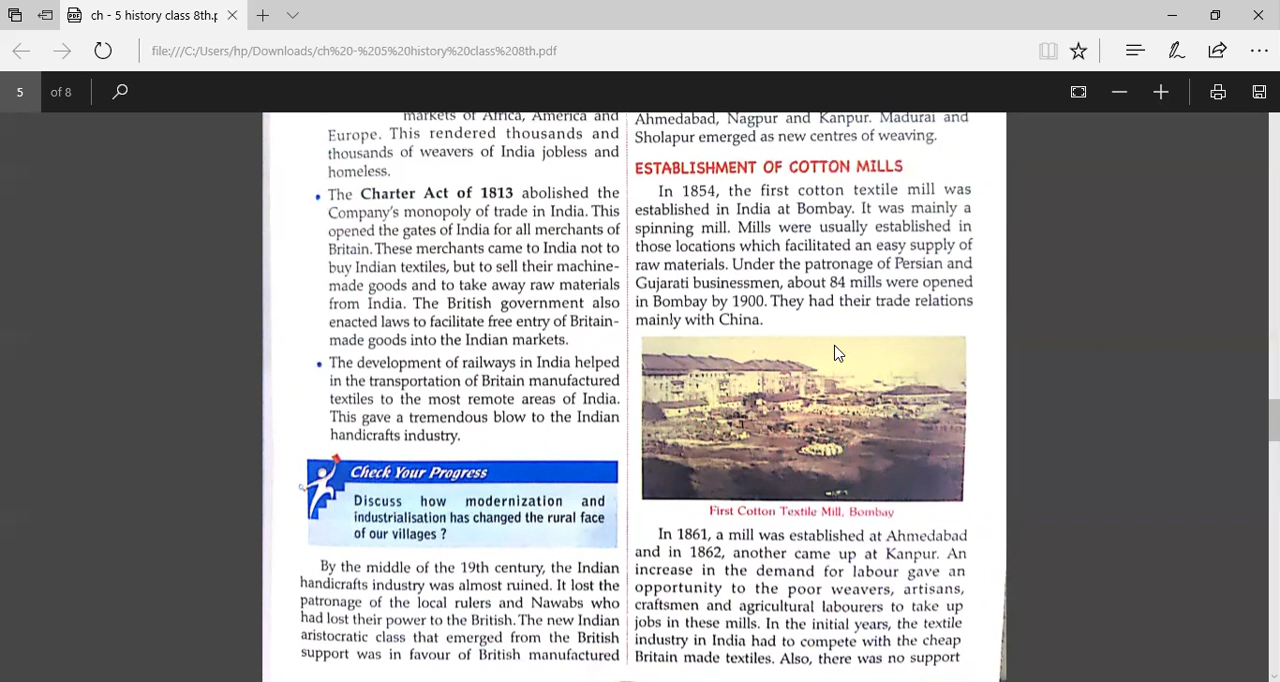 ch - 5 history class 8th.p
file:///C:/Users/hp/Downloads/ch%20-%205%20history%20class%208th.pdf
5 of 8
markets of Africa, America and
Europe. This rendered thousands and
thousands of weavers of India jobless and
homeless.
• The Charter Act of 1813 abolished the
Company's monopoly of trade in India. This
opened the gates of India for all merchants of
Britain. These merchants came to India not to
buy Indian textiles, but to sell their machine-
made goods and to take away raw materials
from India. The British government also
enacted laws to facilitate free entry of Britain-
made goods into the Indian markets.
• The development of railways in India helped
in the transportation of Britain manufactured
textiles to the most remote areas of India.
This gave a tremendous blow to the Indian
handicrafts industry.
Check Your Progress
Discuss how modernization and
industrialisation has changed the rural face
of our villages ?
By the middle of the 19th century, the Indian
handicrafts industry was almost ruined. It lost the
patronage of the local rulers and Nawabs who
had lost their power to the British. The new Indian
aristocratic class that emerged from the British
support was in favour of British manufactured
Ahmedabad, Nagpur and Kanpur. Madurai and
Sholapur emerged as new centres of weaving.
ESTABLISHMENT OF COTTON MILLS
In 1854, the first cotton textile mill was
established in India at Bombay. It was mainly a
spinning mill. Mills were usually established in
those locations which facilitated an easy supply of
raw materials. Under the patronage of Persian and
Gujarati businessmen, about 84 mills were opened
in Bombay by 1900. They had their trade relations
mainly with China.
First Cotton Textile Mill, Bombay
In 1861, a mill was established at Ahmedabad
and in 1862, another came up at Kanpur. An
increase in the demand for labour gave an
opportunity to the poor weavers, artisans,
craftsmen and agricultural labourers to take up
jobs in these mills. In the initial years, the textile
industry in India had to compete with the cheap
Britain made textiles. Also, there was no support